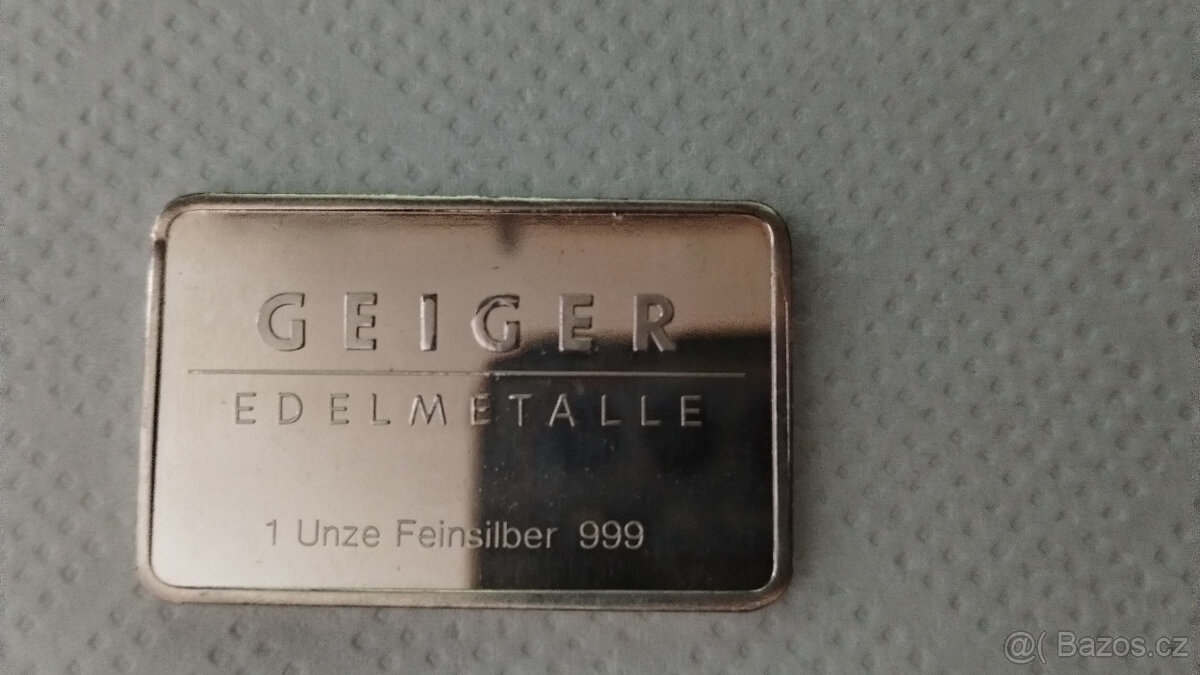 GEIGER
EDELMETALLE
1 Unze Feinsilber 999
@( Bazos.cz